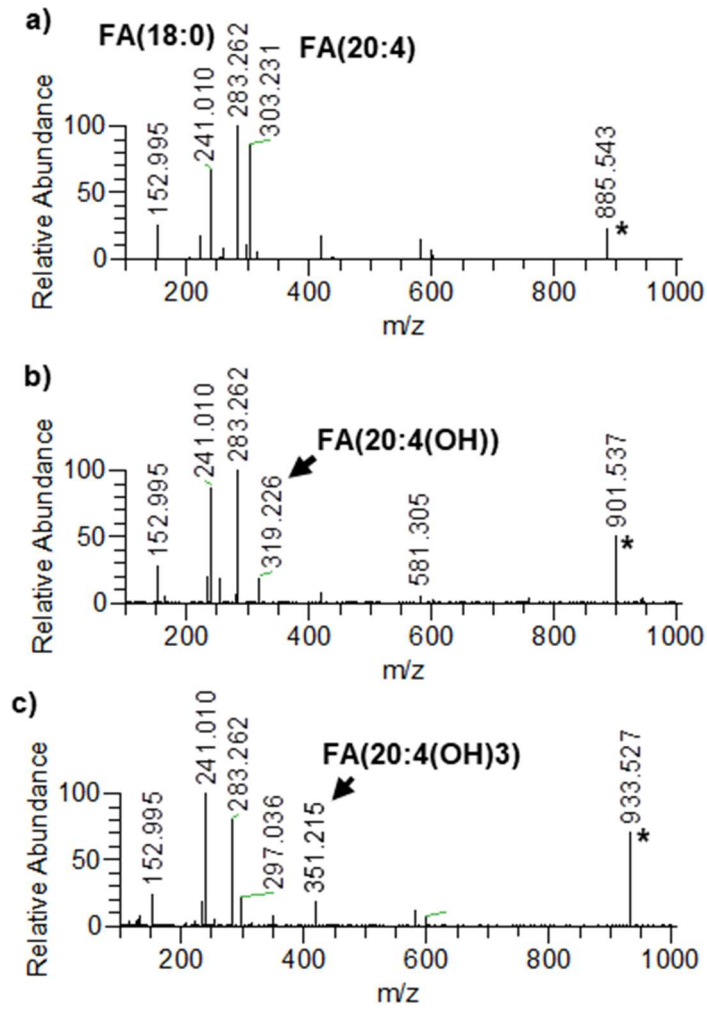 a)
FA(18:0)
FA(20:4)
Relative Abundance
100
50
0
152.995
241.010
283.262
303.231
885.543
*
200 400 600 800 1000
m/z
b)
FA(20:4(OH))
Relative Abundance
100
50
0
152.995
241.010
283.262
319.226
581.305
901.537
*
200 400 600 800 1000
m/z
c)
FA(20:4(OH)3)
Relative Abundance
100
50
0
152.995
241.010
283.262
297.036
351.215
933.527
*
200 400 600 800 1000
m/z